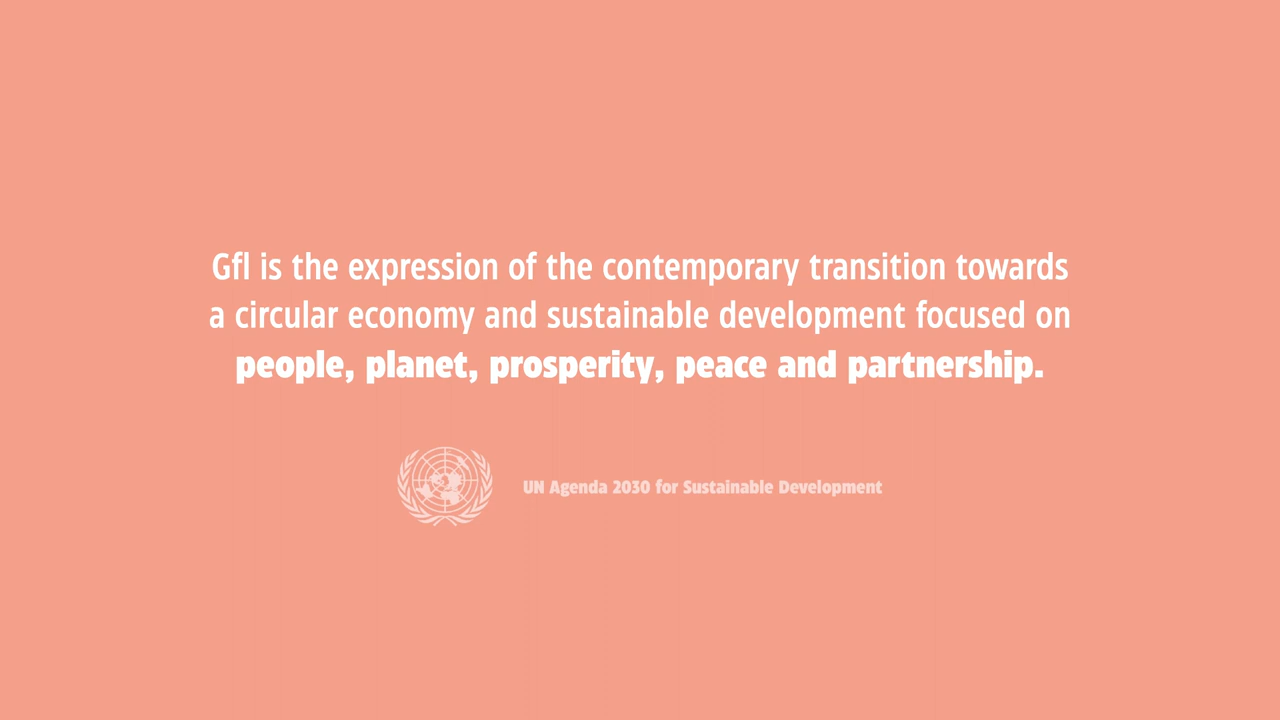 Gfl is the expression of the contemporary transition towards
a circular economy and sustainable development focused on
people, planet, prosperity, peace and partnership.
UN Agenda 2030 for Sustainable Development